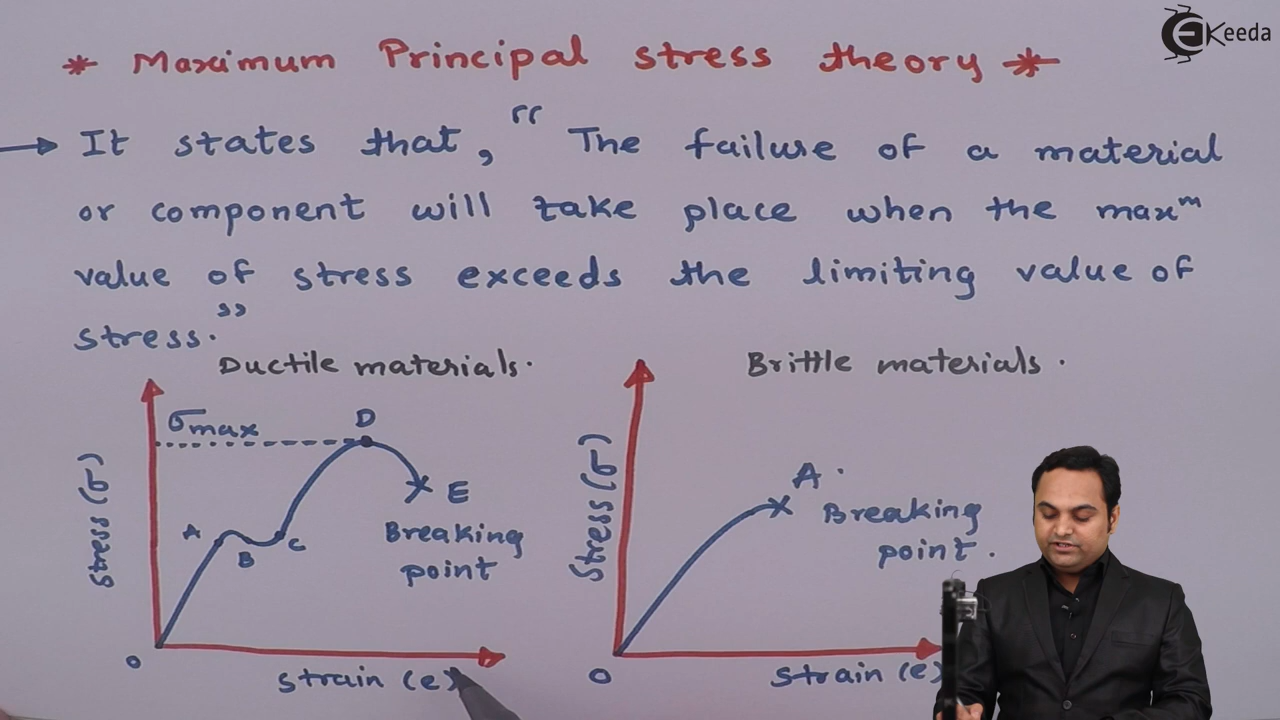 EKeeda
* Maximum Principal stress theory *
→ It states that, “ The failure of a material
or component will take place when the maxᵐ
value of stress exceeds the limiting value of
stress.”
Ductile materials.
σmax
D
A
B
C
E
Breaking
point
stress (σ)
O
strain (e)
Brittle materials.
A.
Breaking
point.
stress (σ)
O
strain (e)